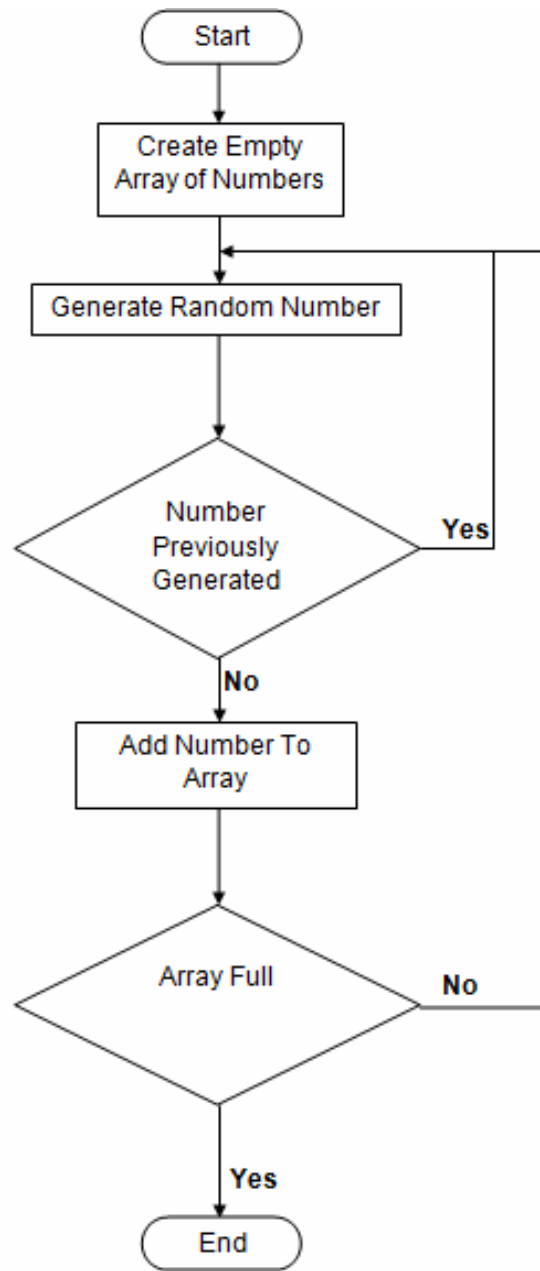 Start
Create Empty
Array of Numbers
Generate Random Number
Number
Previously
Generated
Yes
No
Add Number To
Array
Array Full
No
Yes
End